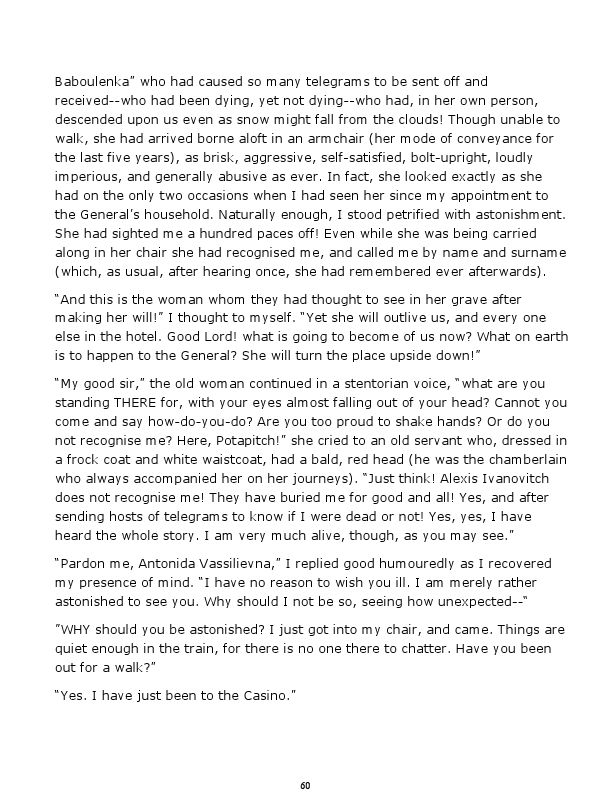 Baboulenka” who had caused so many telegrams to be sent off and
received--who had been dying, yet not dying--who had, in her own person,
descended upon us even as snow might fall from the clouds! Though unable to
walk, she had arrived borne aloft in an armchair (her mode of conveyance for
the last five years), as brisk, aggressive, self-satisfied, bolt-upright, loudly
imperious, and generally abusive as ever. In fact, she looked exactly as she
had on the only two occasions when I had seen her since my appointment to
the General’s household. Naturally enough, I stood petrified with astonishment.
She had sighted me a hundred paces off! Even while she was being carried
along in her chair she had recognised me, and called me by name and surname
(which, as usual, after hearing once, she had remembered ever afterwards).
“And this is the woman whom they had thought to see in her grave after
making her will!” I thought to myself. “Yet she will outlive us, and every one
else in the hotel. Good Lord! what is going to become of us now? What on earth
is to happen to the General? She will turn the place upside down!”
“My good sir,” the old woman continued in a stentorian voice, “what are you
standing THERE for, with your eyes almost falling out of your head? Cannot you
come and say how-do-you-do? Are you too proud to shake hands? Or do you
not recognise me? Here, Potapitch!” she cried to an old servant who, dressed in
a frock coat and white waistcoat, had a bald, red head (he was the chamberlain
who always accompanied her on her journeys). “Just think! Alexis Ivanovitch
does not recognise me! They have buried me for good and all! Yes, and after
sending hosts of telegrams to know if I were dead or not! Yes, yes, I have
heard the whole story. I am very much alive, though, as you may see.”
“Pardon me, Antonida Vassilievna,” I replied good humouredly as I recovered
my presence of mind. “I have no reason to wish you ill. I am merely rather
astonished to see you. Why should I not be so, seeing how unexpected--“
”WHY should you be astonished? I just got into my chair, and came. Things are
quiet enough in the train, for there is no one there to chatter. Have you been
out for a walk?”
“Yes. I have just been to the Casino.”
60